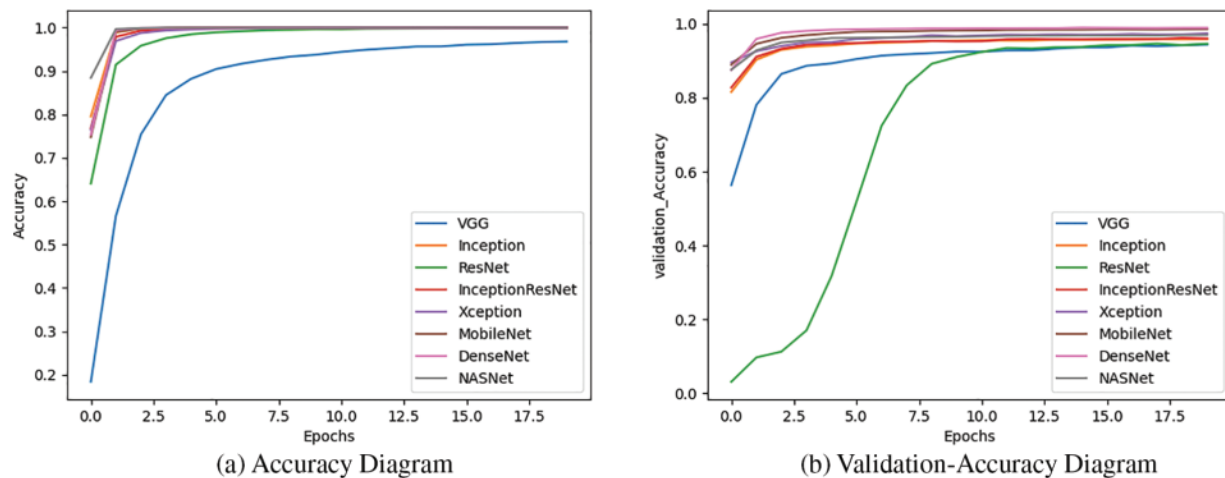 1.0
0.9
0.8
0.7
0.6
0.5
0.4
0.3
0.2
Accuracy
VGG
Inception
ResNet
InceptionResNet
Xception
MobileNet
DenseNet
NASNet
0.0 2.5 5.0 7.5 10.0 12.5 15.0 17.5
Epochs
(a) Accuracy Diagram
1.0
0.8
0.6
0.4
0.2
0.0
validation_Accuracy
VGG
Inception
ResNet
InceptionResNet
Xception
MobileNet
DenseNet
NASNet
0.0 2.5 5.0 7.5 10.0 12.5 15.0 17.5
Epochs
(b) Validation-Accuracy Diagram